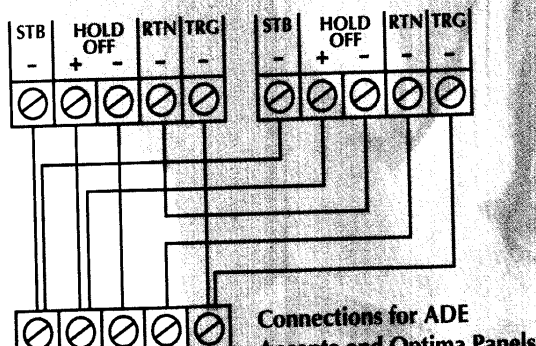 STB HOLD OFF RTN TRG
- + - - -
STB HOLD OFF RTN TRG
- + - - -
Connections for ADE
Accents and Optima Panels